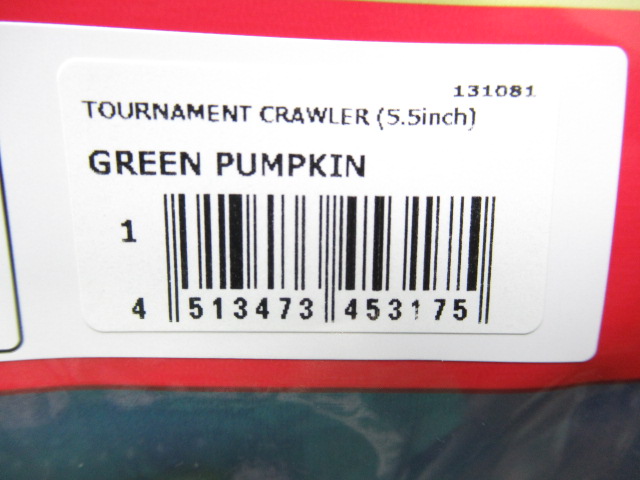 131081
TOURNAMENT CRAWLER (5.5inch)
GREEN PUMPKIN
1
4 513473 453175